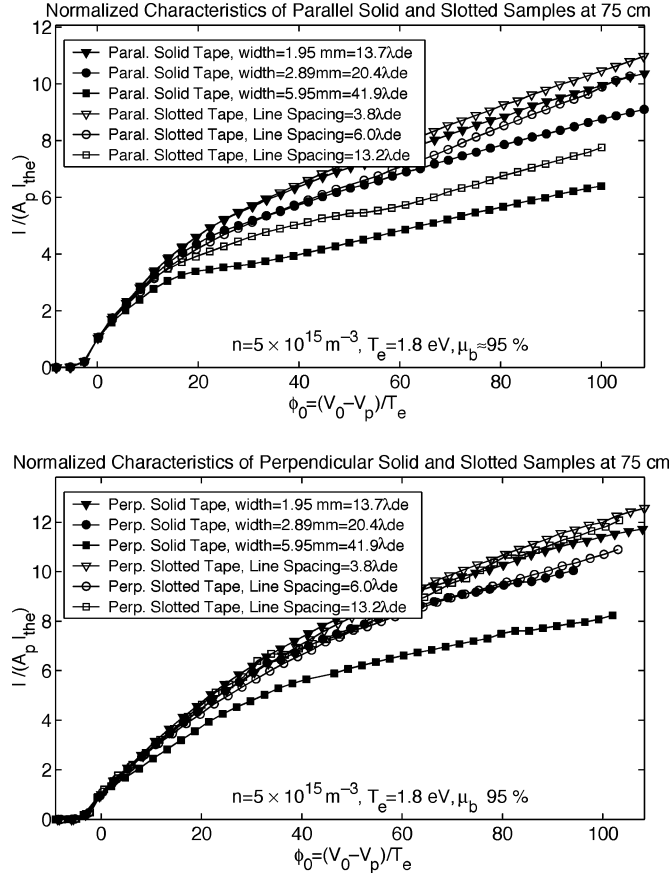 Normalized Characteristics of Parallel Solid and Slotted Samples at 75 cm
12
10
8
6
4
2
0
I /(A_p I_the)
Paral. Solid Tape, width=1.95 mm=13.7λde
Paral. Solid Tape, width=2.89mm=20.4λde
Paral. Solid Tape, width=5.95mm=41.9λde
Paral. Slotted Tape, Line Spacing=3.8λde
Paral. Slotted Tape, Line Spacing=6.0λde
Paral. Slotted Tape, Line Spacing=13.2λde
n=5 × 10^15 m^−3, T_e=1.8 eV, μ_b≈95 %
0 20 40 60 80 100
ϕ_0=(V_0−V_p)/T_e
Normalized Characteristics of Perpendicular Solid and Slotted Samples at 75 cm
12
10
8
6
4
2
0
I /(A_p I_the)
Perp. Solid Tape, width=1.95 mm=13.7λde
Perp. Solid Tape, width=2.89mm=20.4λde
Perp. Solid Tape, width=5.95mm=41.9λde
Perp. Slotted Tape, Line Spacing=3.8λde
Perp. Slotted Tape, Line Spacing=6.0λde
Perp. Slotted Tape, Line Spacing=13.2λde
n=5 × 10^15 m^−3, T_e=1.8 eV, μ_b 95 %
0 20 40 60 80 100
ϕ_0=(V_0−V_p)/T_e